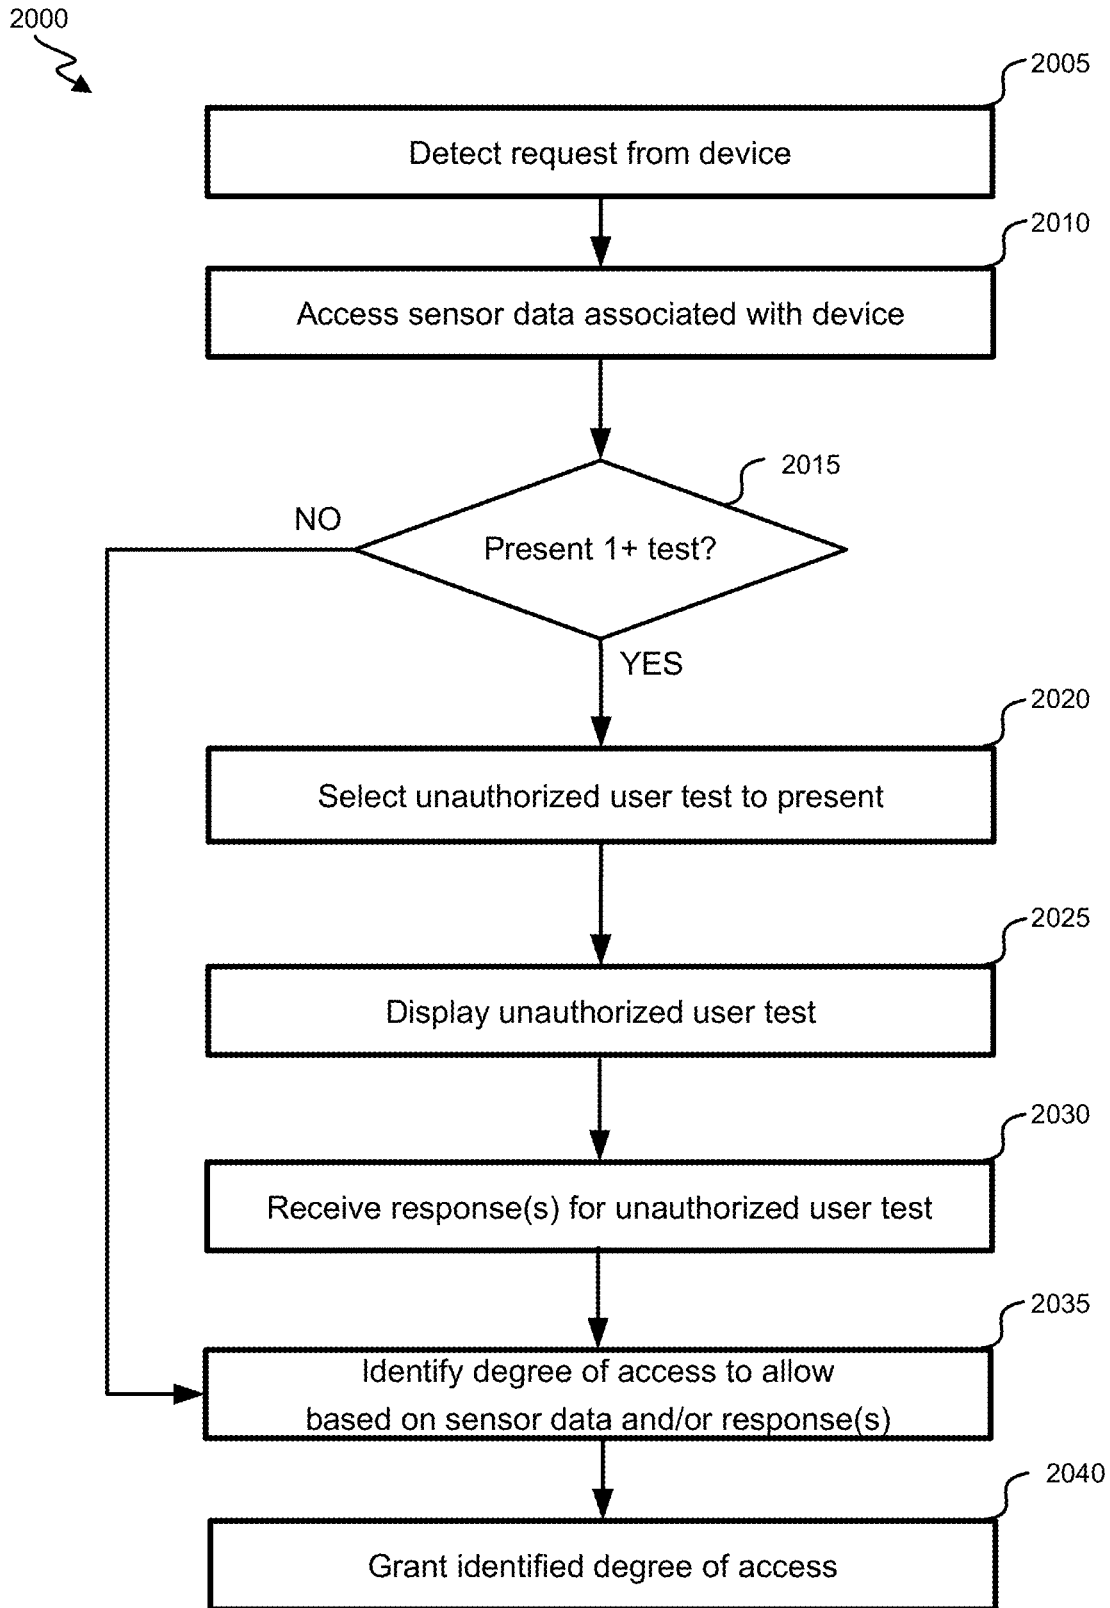 2000
2005
Detect request from device
2010
Access sensor data associated with device
2015
NO
Present 1+ test?
YES
2020
Select unauthorized user test to present
2025
Display unauthorized user test
2030
Receive response(s) for unauthorized user test
2035
Identify degree of access to allow
based on sensor data and/or response(s)
2040
Grant identified degree of access